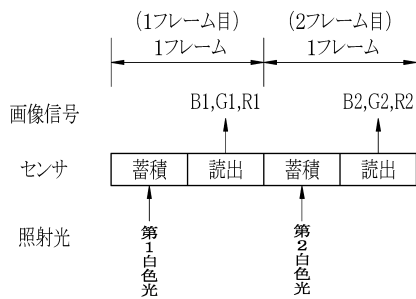 (1フレーム目) (2フレーム目)
1フレーム 1フレーム
画像信号 B1,G1,R1 B2,G2,R2
センサ 蓄積 読出 蓄積 読出
照射光 第1白色光 第2白色光